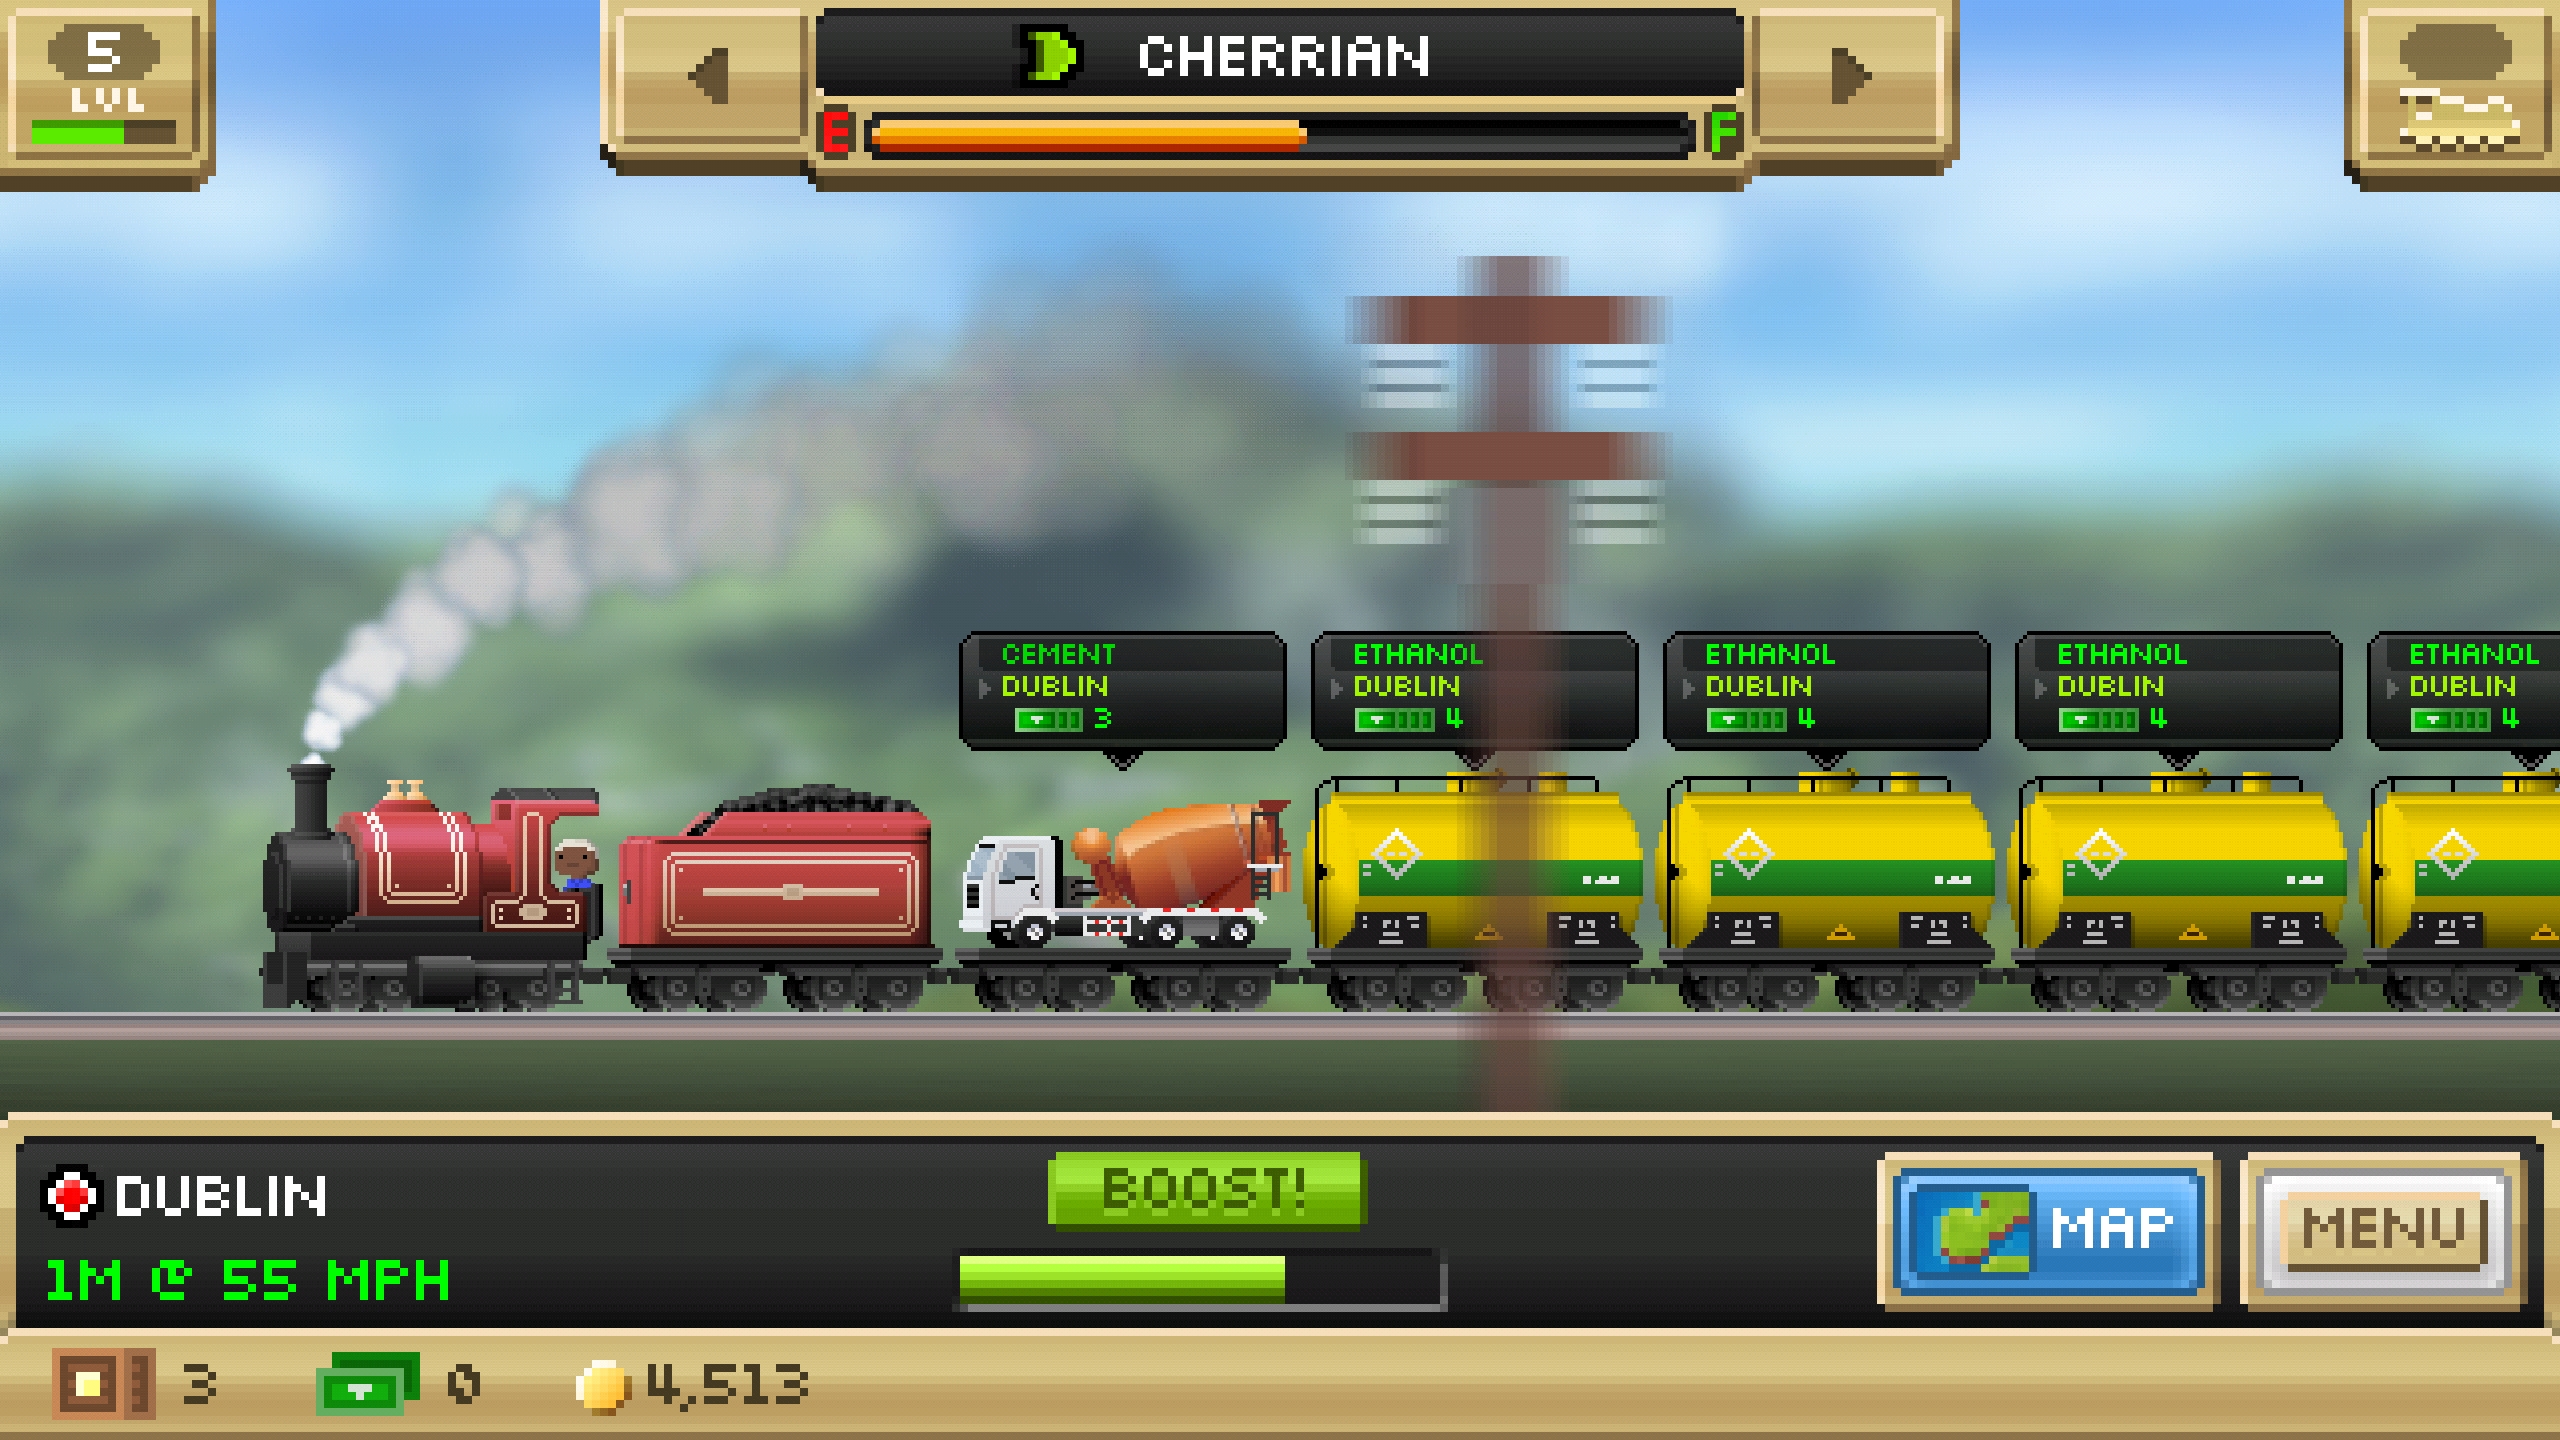 5
LVL
CHERRIAN
E F
CEMENT
DUBLIN
3
ETHANOL
DUBLIN
4
ETHANOL
DUBLIN
4
ETHANOL
DUBLIN
4
ETHANOL
DUBLIN
4
DUBLIN
1M @ 55 MPH
BOOST!
MAP
MENU
3
0
4,513